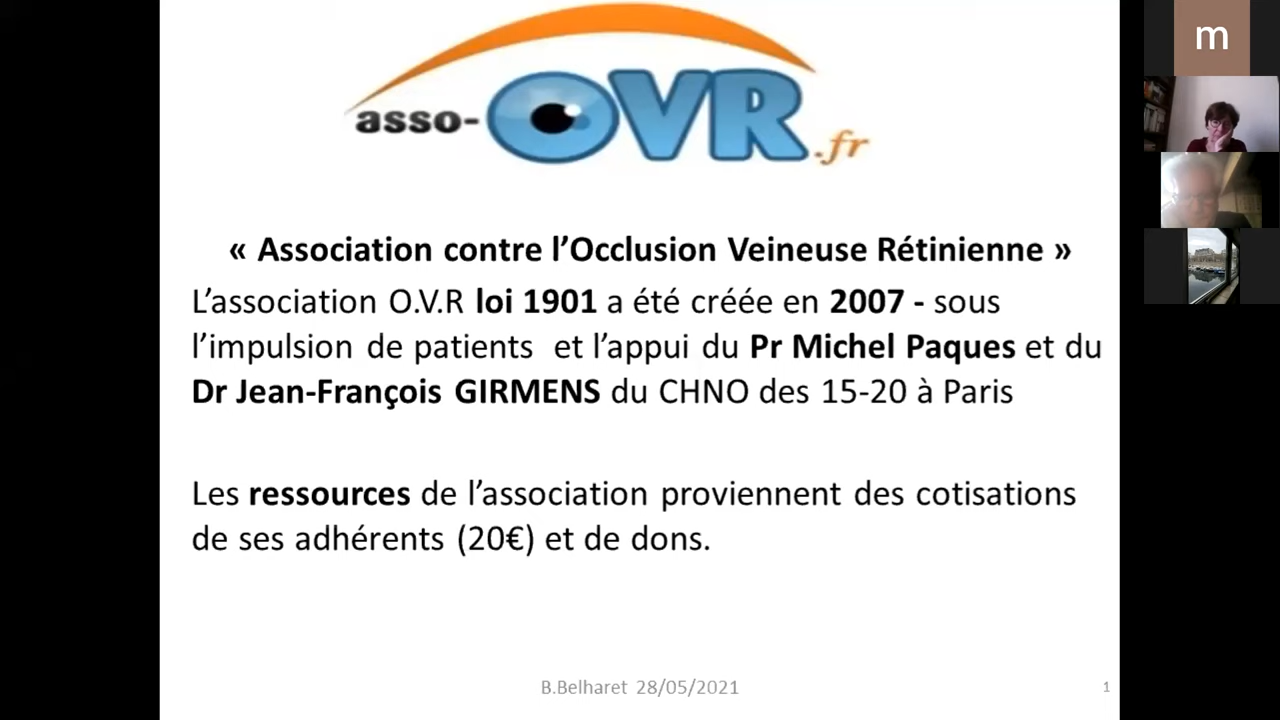 asso-OVR.fr
« Association contre l’Occlusion Veineuse Rétinienne »
L’association O.V.R loi 1901 a été créée en 2007 - sous
l’impulsion de patients et l’appui du Pr Michel Paques et du
Dr Jean-François GIRMENS du CHNO des 15-20 à Paris
Les ressources de l’association proviennent des cotisations
de ses adhérents (20€) et de dons.
B.Belharet 28/05/2021
1
m